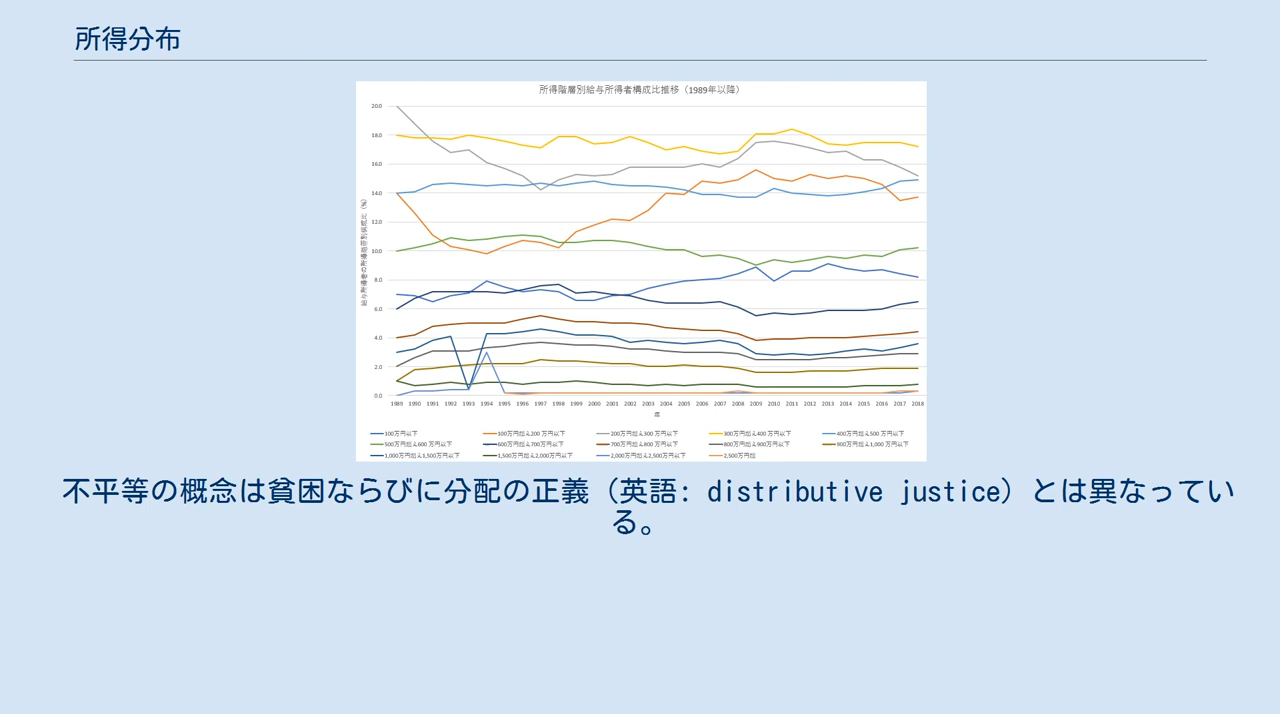 所得分布
所得階層別給与所得者構成比推移（1989年以降）
給与所得者の所得階層別構成比（%）
20.0
18.0
16.0
14.0
12.0
10.0
8.0
6.0
4.0
2.0
0.0
1989 1990 1991 1992 1993 1994 1995 1996 1997 1998 1999 2000 2001 2002 2003 2004 2005 2006 2007 2008 2009 2010 2011 2012 2013 2014 2015 2016 2017 2018
年
100万円以下 100万円超え200 万円以下 200万円超え300 万円以下 300万円超え400 万円以下 400万円超え500 万円以下
500万円超え600 万円以下 600万円超え700万円以下 700万円超え800 万円以下 800万円超え900万円以下 900万円超え1,000 万円以下
1,000万円超え1,500万円以下 1,500万円超え2,000万円以下 2,000万円超え2,500万円以下 2,500万円超
不平等の概念は貧困ならびに分配の正義（英語: distributive justice）とは異なってい
る。